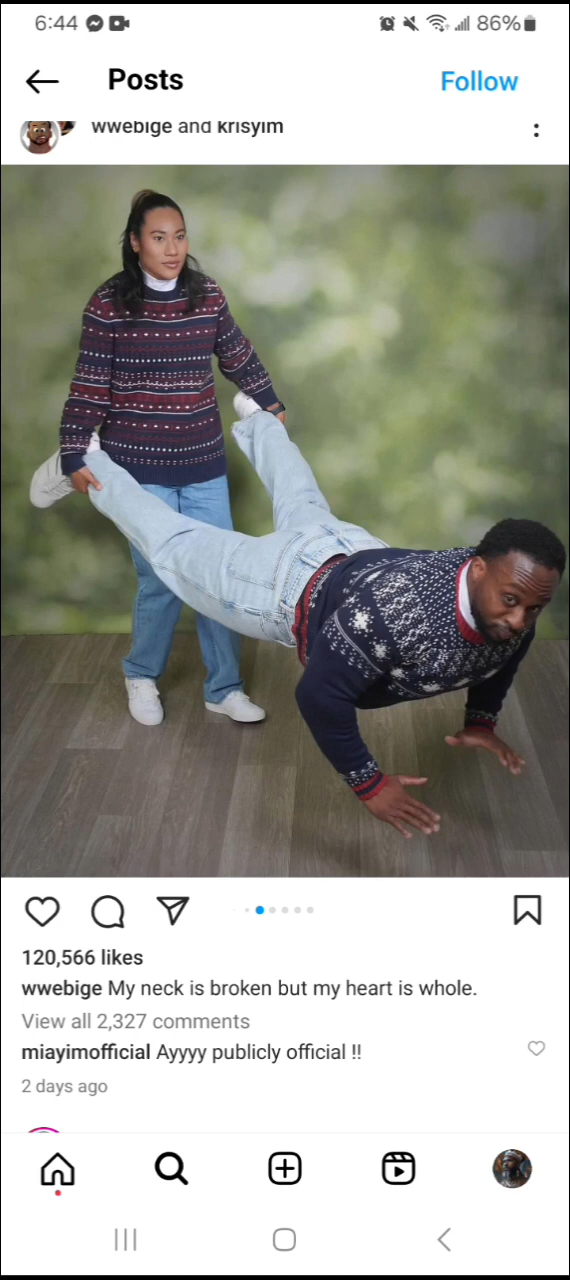 6:44 86%
Posts Follow
wwebige and krisyim
120,566 likes
wwebige My neck is broken but my heart is whole.
View all 2,327 comments
miayimofficial Ayyyy publicly official !!
2 days ago